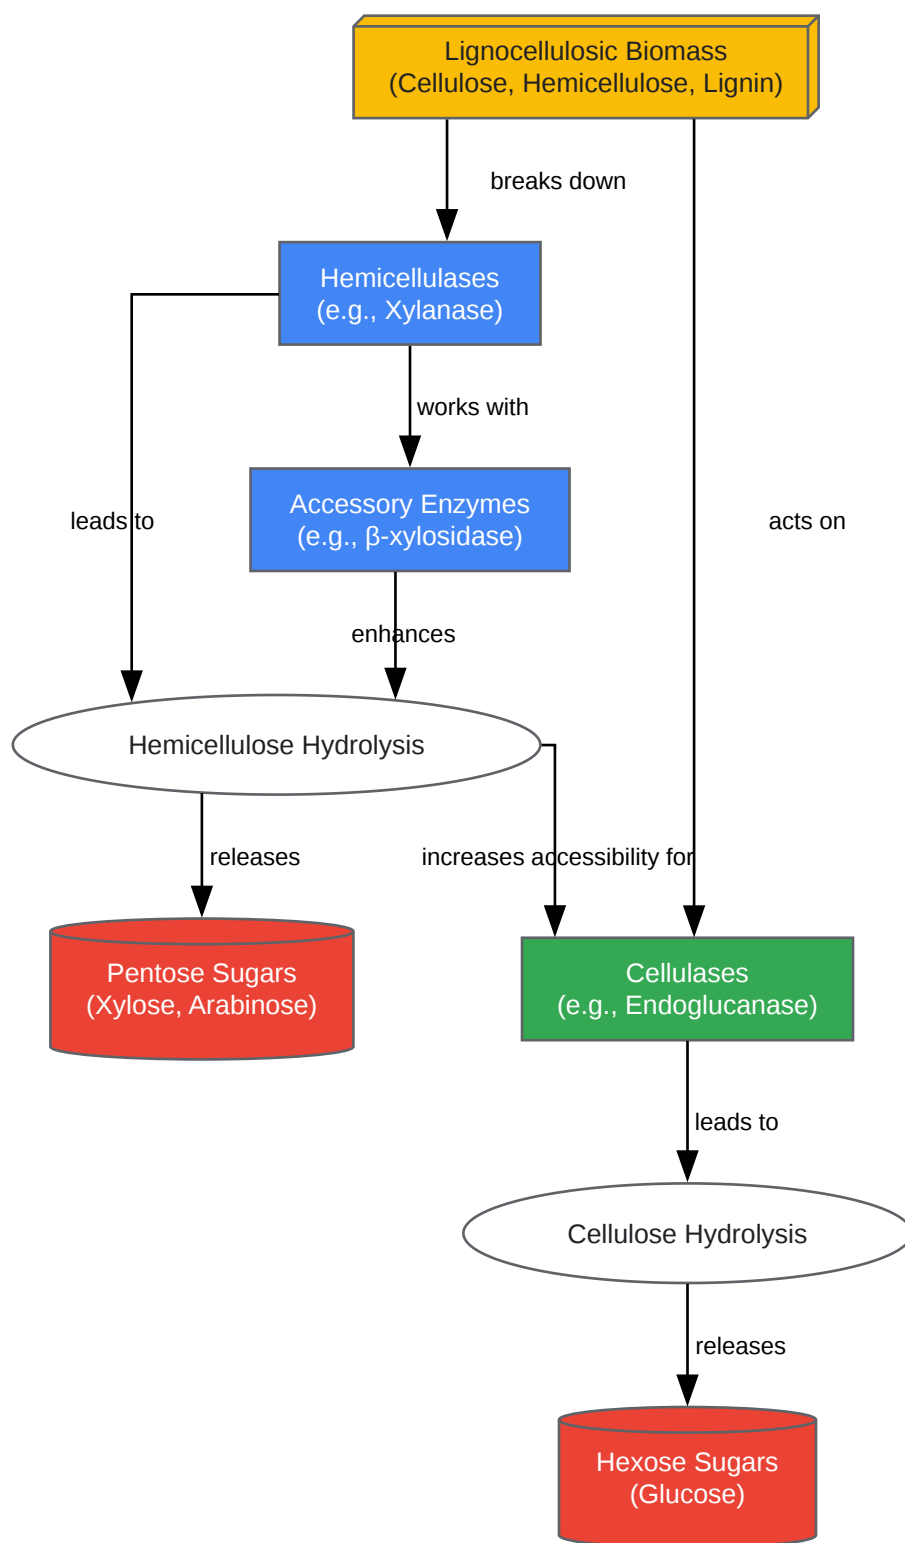 Lignocellulosic Biomass
(Cellulose, Hemicellulose, Lignin)
breaks down
Hemicellulases
(e.g., Xylanase)
works with
Accessory Enzymes
(e.g., β-xylosidase)
leads to
acts on
enhances
Hemicellulose Hydrolysis
releases
increases accessibility for
Pentose Sugars
(Xylose, Arabinose)
Cellulases
(e.g., Endoglucanase)
leads to
Cellulose Hydrolysis
releases
Hexose Sugars
(Glucose)